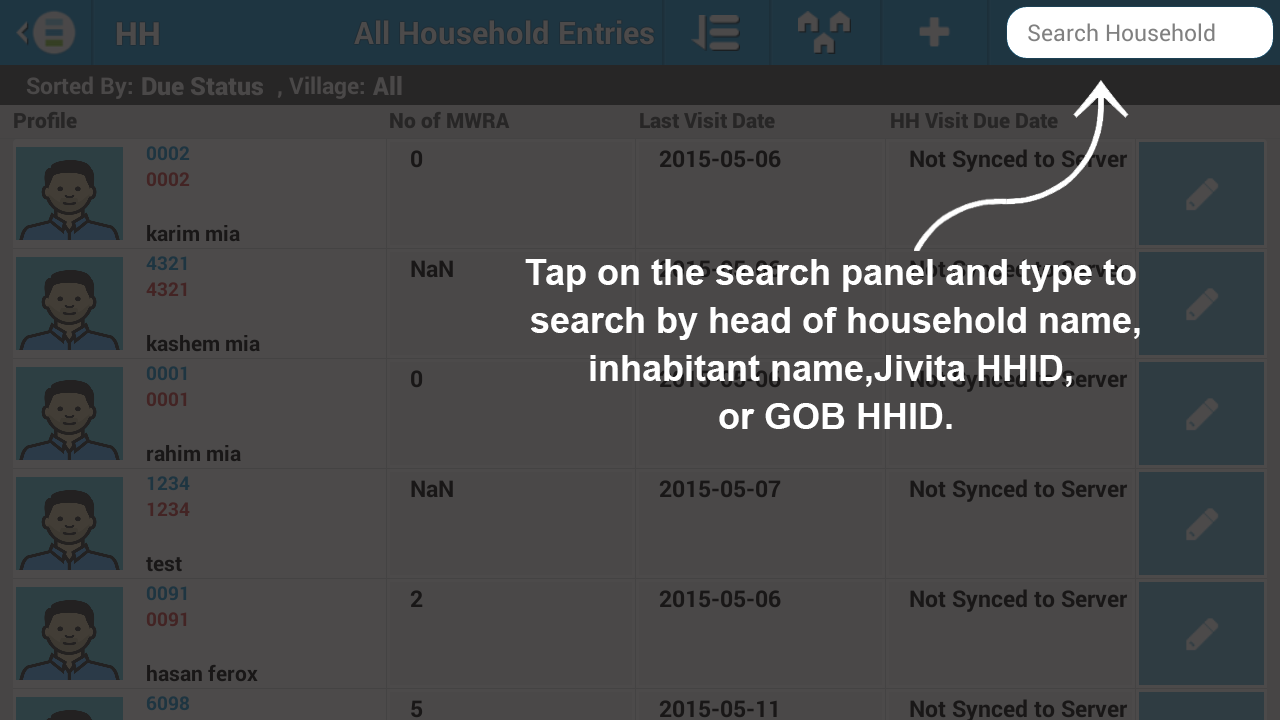 HH
All Household Entries
Search Household
Sorted By: Due Status , Village: All
Profile No of MWRA Last Visit Date HH Visit Due Date
0002
0002
karim mia
0 2015-05-06 Not Synced to Server
4321
4321
kashem mia
NaN
Tap on the search panel and type to
search by head of household name,
inhabitant name,Jivita HHID,
or GOB HHID.
0001
0001
rahim mia
0 Server
1234
1234
test
NaN 2015-05-07 Not Synced to Server
0091
0091
hasan ferox
2 2015-05-06 Not Synced to Server
6098
5 2015-05-11 Not Synced to Server